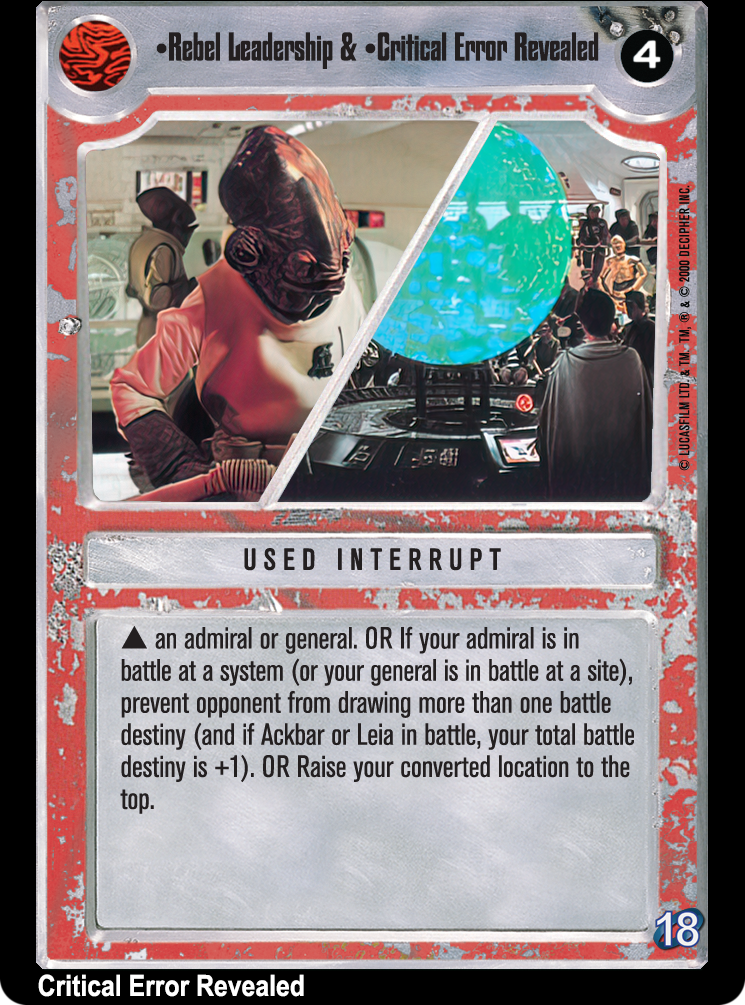 •Rebel Leadership & •Critical Error Revealed
4
© LUCASFILM LTD. & TM. TM, ® & © 2000 DECIPHER INC.
USED INTERRUPT
▲ an admiral or general. OR If your admiral is in
battle at a system (or your general is in battle at a site),
prevent opponent from drawing more than one battle
destiny (and if Ackbar or Leia in battle, your total battle
destiny is +1). OR Raise your converted location to the
top.
18
Critical Error Revealed